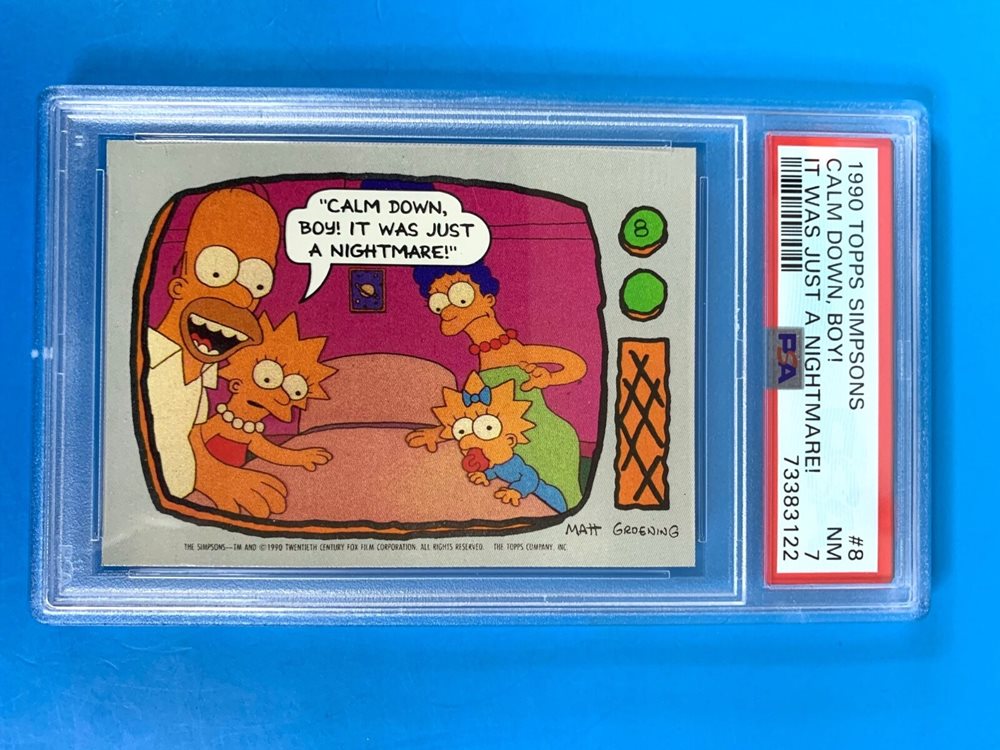 "CALM DOWN,
BOY! IT WAS JUST
A NIGHTMARE!"
8
S
MATT GROENING
THE SIMPSONS—TM AND © 1990 TWENTIETH CENTURY FOX FILM CORPORATION. ALL RIGHTS RESERVED. THE TOPPS COMPANY, INC.
1990 TOPPS SIMPSONS #8
CALM DOWN, BOY! NM
IT WAS JUST A NIGHTMARE! 7
PSA 73383122